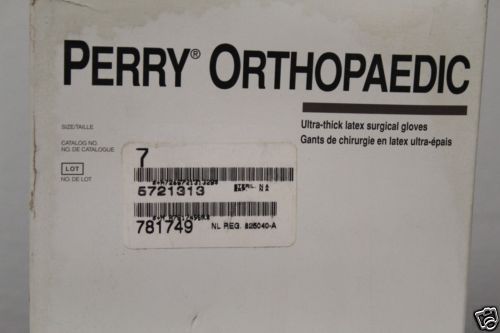 PERRY® ORTHOPAEDIC
Ultra-thick latex surgical gloves
Gants de chirurgie en latex ultra-épais
SIZE/TAILLE
7
CATALOG NO.
NO. DE CATALOGUE
5721313
LOT
NO. DE LOT
781749
NL REG. 825040-A